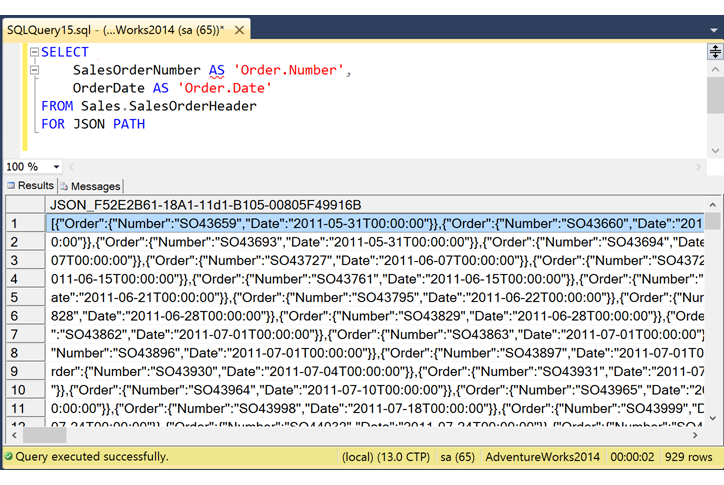 SQLQuery15.sql - (...Works2014 (sa (65))* ✕
SELECT
SalesOrderNumber AS 'Order.Number',
OrderDate AS 'Order.Date'
FROM Sales.SalesOrderHeader
FOR JSON PATH
100 %
Results Messages
JSON_F52E2B61-18A1-11d1-B105-00805F49916B
1 [{"Order":{"Number":"SO43659","Date":"2011-05-31T00:00:00"}},{"Order":{"Number":"SO43660","Date":"201
2 0:00"}},{"Order":{"Number":"SO43693","Date":"2011-05-31T00:00:00"}},{"Order":{"Number":"SO43694","Date
3 07T00:00:00"}},{"Order":{"Number":"SO43727","Date":"2011-06-07T00:00:00"}},{"Order":{"Number":"SO4372
4 011-06-15T00:00:00"}},{"Order":{"Number":"SO43761","Date":"2011-06-15T00:00:00"}},{"Order":{"Number":"
5 ate":"2011-06-21T00:00:00"}},{"Order":{"Number":"SO43795","Date":"2011-06-22T00:00:00"}},{"Order":{"Nur
6 828","Date":"2011-06-28T00:00:00"}},{"Order":{"Number":"SO43829","Date":"2011-06-28T00:00:00"}},{"Order
7 ":"SO43862","Date":"2011-07-01T00:00:00"}},{"Order":{"Number":"SO43863","Date":"2011-07-01T00:00:00"}},
8 "Number":"SO43896","Date":"2011-07-01T00:00:00"}},{"Order":{"Number":"SO43897","Date":"2011-07-01T0
9 rder":{"Number":"SO43930","Date":"2011-07-04T00:00:00"}},{"Order":{"Number":"SO43931","Date":"2011-07
10 "}},{"Order":{"Number":"SO43964","Date":"2011-07-10T00:00:00"}},{"Order":{"Number":"SO43965","Date":"20
11 0:00:00"}},{"Order":{"Number":"SO43998","Date":"2011-07-18T00:00:00"}},{"Order":{"Number":"SO43999","D
Query executed successfully. (local) (13.0 CTP) sa (65) AdventureWorks2014 00:00:02 929 rows